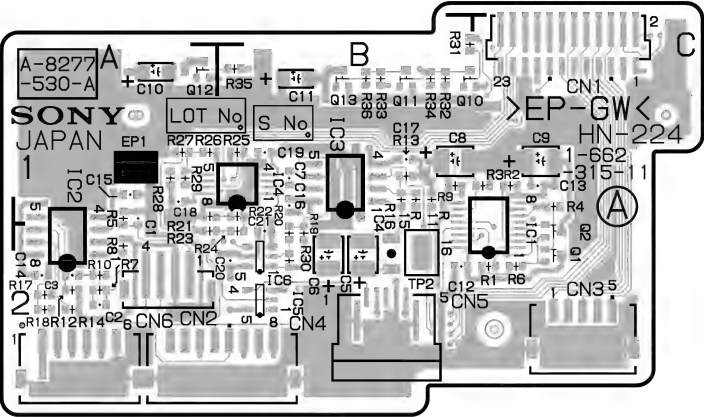 A-8277
-530-A
A
B
C
C10
Q12
R35
C11
Q13
R36
R33
Q11
R34
R32
Q10
R31
2
23
CN1
1
>EP-GW<
HN-224
1-662
-315-11
A
SONY
JAPAN
LOT No
S No
EP1
IC3
C17
R13
C8
C9
R27
R26
R25
C19
C7
C16
1
IC2
C15
R28
R29
C18
R21
R23
R22
R24
R20
C20
R19
R30
R16
R9
R3
R2
C13
R4
Q2
Q1
IC1
R1
R6
C12
C14
R17
C3
R10
R5
R8
C1
R7
2
R18
R12
R14
C2
CN6
CN2
IC6
IC5
CN4
C6
C5
TP2
CN5
CN3